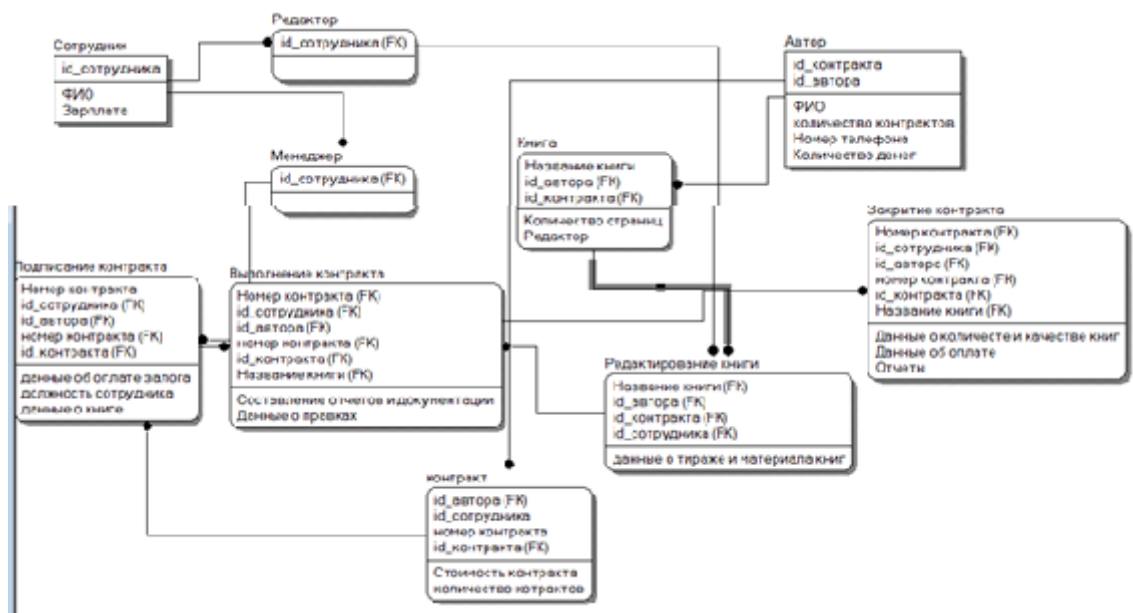 Редактор
id_сотрудника (FK)
Сотрудник
id_сотрудника
ФИО
Зарплата
Автор
id_контракта
id_автора
ФИО
количество контрактов
Номер телефона
Количество денег
Менеджер
id_сотрудника (FK)
Книга
Название книги
id_автора (FK)
id_контракта (FK)
Количество страниц
Редактор
Закрытие контракта
Номер контракта (FK)
id_сотрудника (FK)
id_автора (FK)
номер контракта (FK)
id_контракта (FK)
Название книги (FK)
Данные о количесте и качестве книг
Данные об оплате
Отчеты
Подписание контракта
Номер контракта
id_сотрудника (FK)
id_автора (FK)
номер контракта (FK)
id_контракта (FK)
данные об оплате залога
должность сотрудника
данные о книге
Выполнение контракта
Номер контракта (FK)
id_сотрудника (FK)
id_автора (FK)
номер контракта (FK)
id_контракта (FK)
Название книги (FK)
Составление отчетов и документации
Данные о правках
Редактирование книги
Название книги (FK)
id_автора (FK)
id_контракта (FK)
id_сотрудника (FK)
данные о тираже и материала книг
контракт
id_автора (FK)
id_сотрудника
номер контракта
id_контракта (FK)
Стоимость контракта
количество котрактов